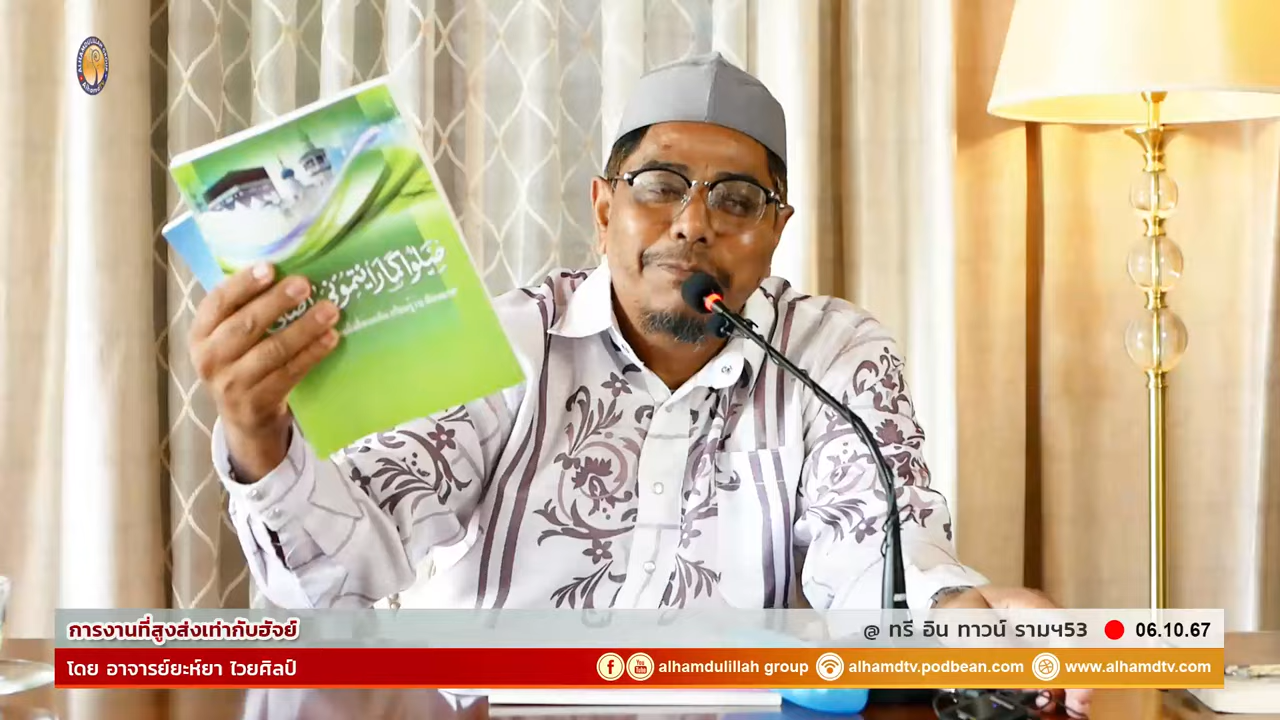 ALHAMDULILLAH GROUP
การงานที่สูงส่งเท่ากับฮัจย์
@ ทรี อิน ทาวน์ รามฯ53
06.10.67
โดย อาจารย์ยะห์ยา ไวยศิลป์
alhamdulillah group
alhamdtv.podbean.com
www.alhamdtv.com